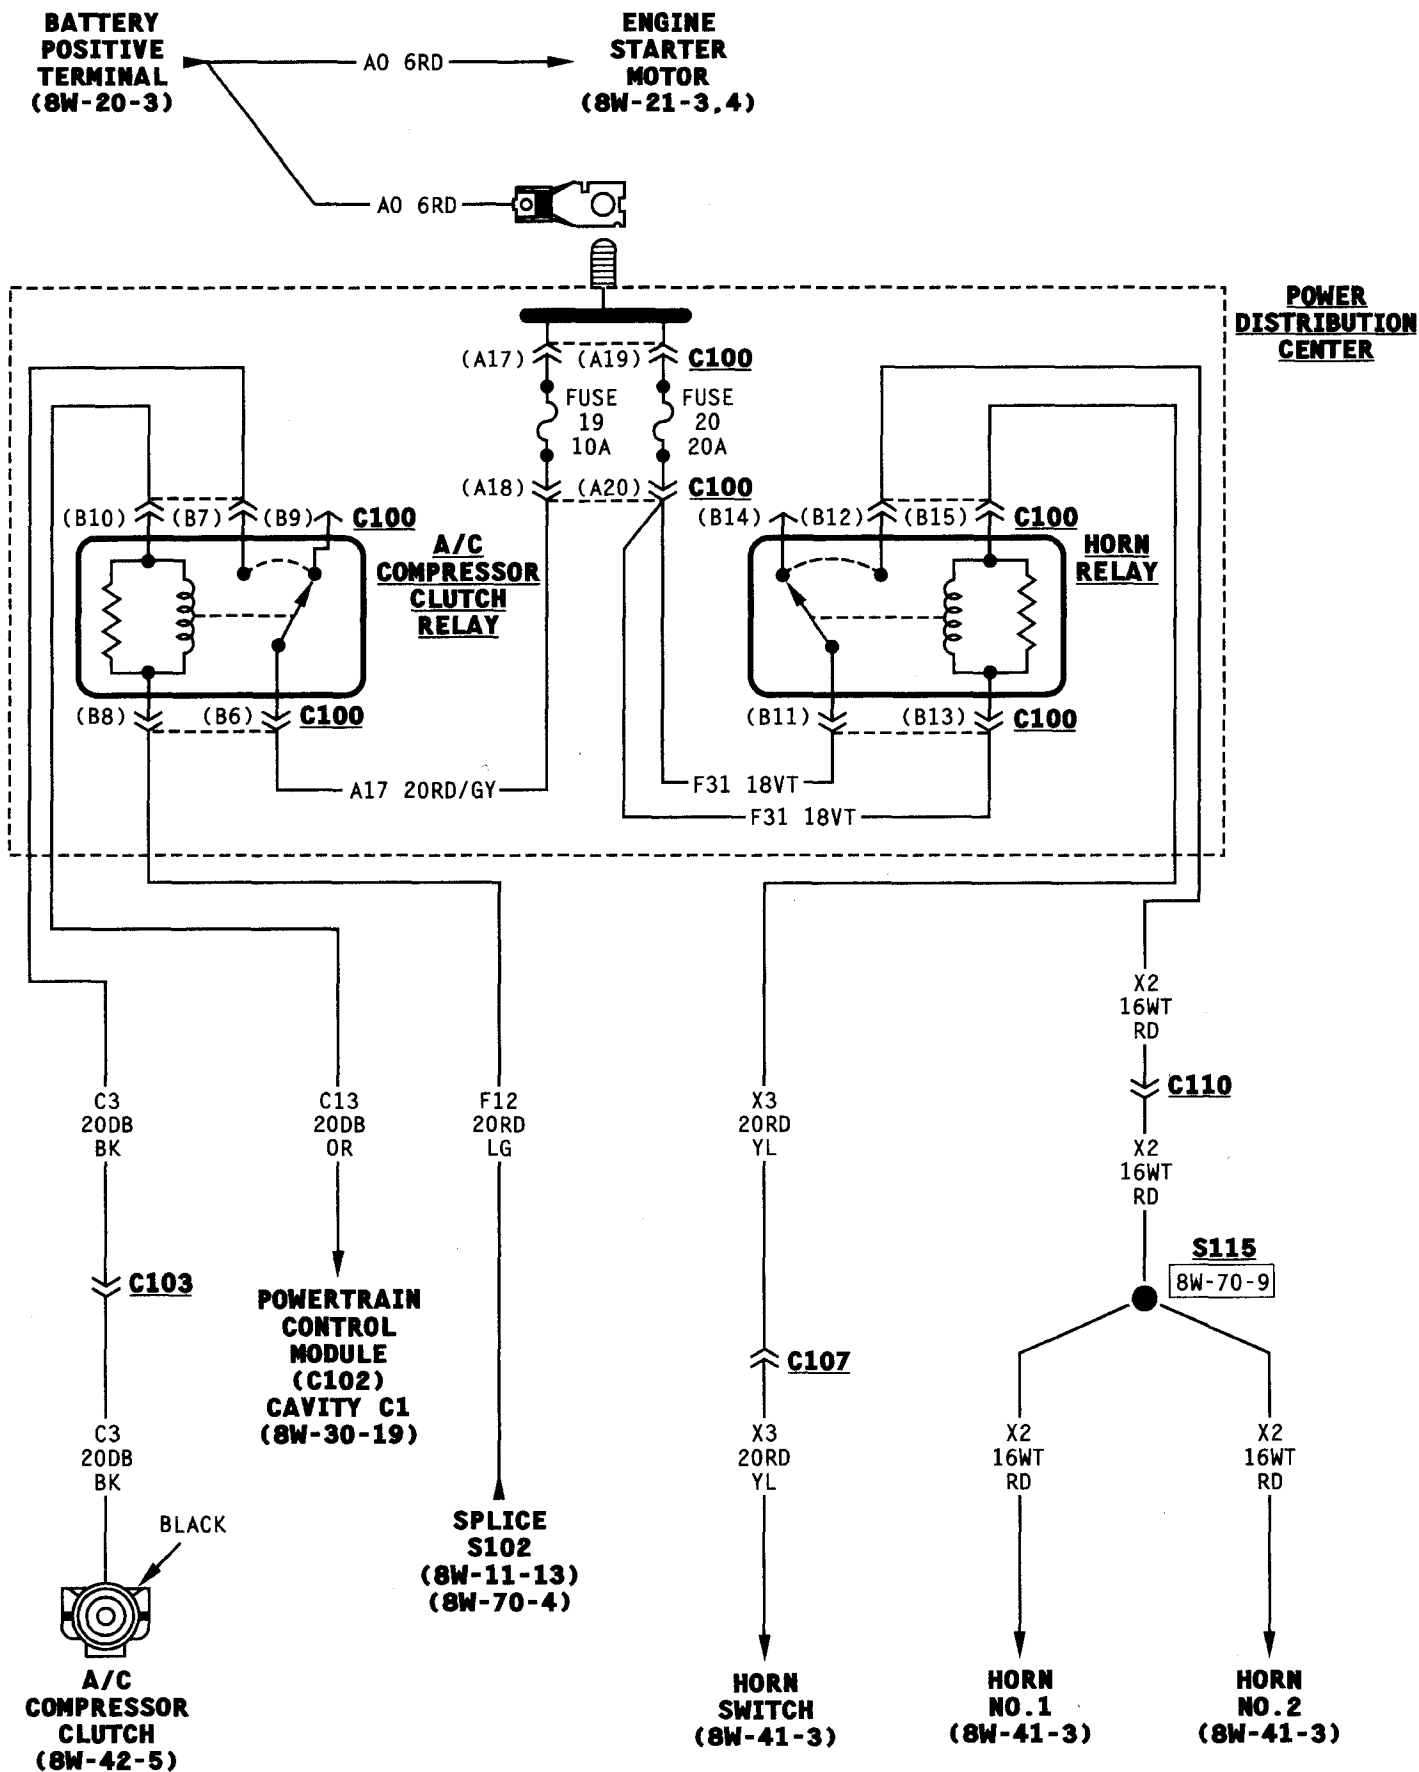 BATTERY
POSITIVE
TERMINAL
(8W-20-3)
A0 6RD
ENGINE
STARTER
MOTOR
(8W-21-3,4)
A0 6RD
POWER
DISTRIBUTION
CENTER
(A17)
(A19)
C100
FUSE
19
10A
FUSE
20
20A
(A18)
(A20)
C100
(B10)
(B7)
(B9)
C100
A/C
COMPRESSOR
CLUTCH
RELAY
(B14)
(B12)
(B15)
C100
HORN
RELAY
(B8)
(B6)
C100
(B11)
(B13)
C100
A17 20RD/GY
F31 18VT
F31 18VT
X2
16WT
RD
C110
C3
20DB
BK
C13
20DB
OR
F12
20RD
LG
X3
20RD
YL
X2
16WT
RD
S115
8W-70-9
C103
POWERTRAIN
CONTROL
MODULE
(C102)
CAVITY C1
(8W-30-19)
C107
C3
20DB
BK
X3
20RD
YL
X2
16WT
RD
X2
16WT
RD
BLACK
SPLICE
S102
(8W-11-13)
(8W-70-4)
A/C
COMPRESSOR
CLUTCH
(8W-42-5)
HORN
SWITCH
(8W-41-3)
HORN
NO.1
(8W-41-3)
HORN
NO.2
(8W-41-3)